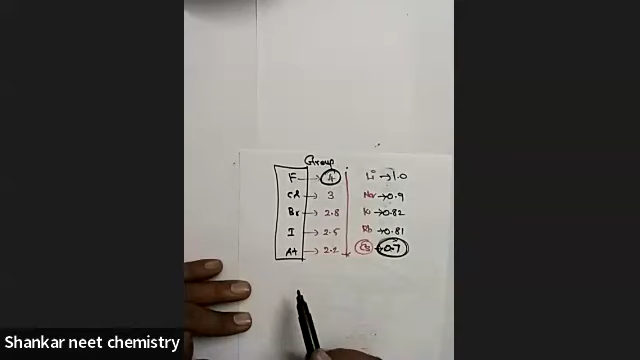 Group
F → 4 Li → 1.0
Cl → 3 Na → 0.9
Br → 2.8 K → 0.82
I → 2.5 Rb → 0.81
At → 2.2 Cs → 0.7
Shankar neet chemistry